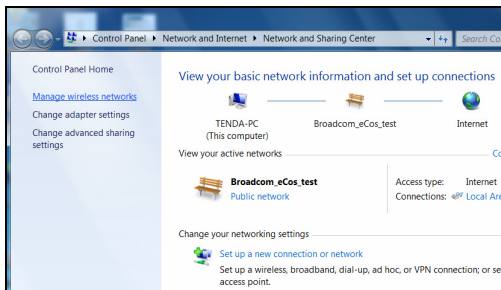 Control Panel ▸ Network and Internet ▸ Network and Sharing Center
Search Co
Control Panel Home
Manage wireless networks
Change adapter settings
Change advanced sharing
settings
View your basic network information and set up connections
TENDA-PC
(This computer)
Broadcom_eCos_test
Internet
View your active networks
Co
Broadcom_eCos_test
Public network
Access type: Internet
Connections: Local Are
Change your networking settings
Set up a new connection or network
Set up a wireless, broadband, dial-up, ad hoc, or VPN connection; or se
access point.